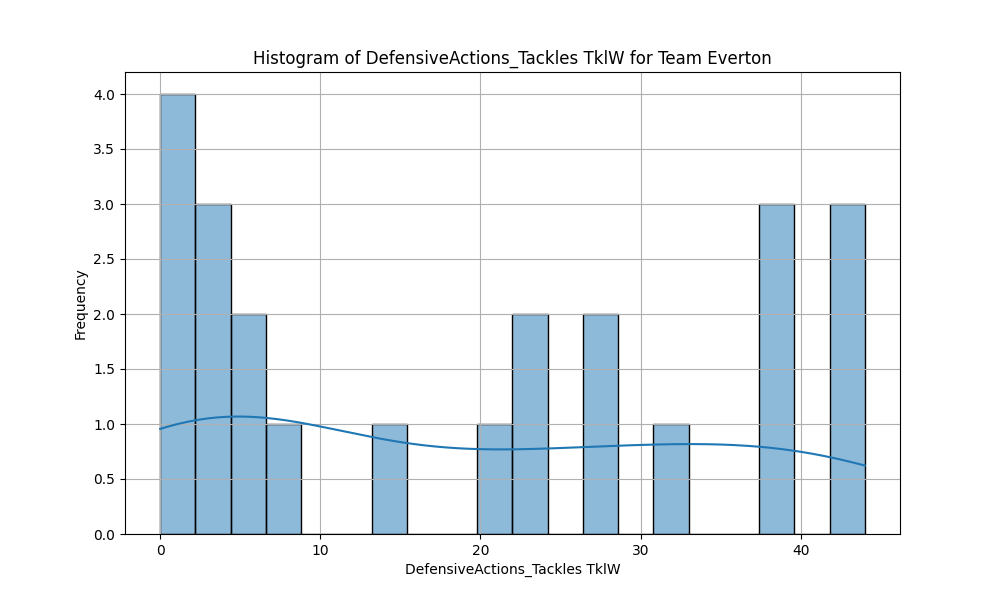 Histogram of DefensiveActions_Tackles TklW for Team Everton
4.0
3.5
3.0
2.5
2.0
1.5
1.0
0.5
0.0
Frequency
0 10 20 30 40
DefensiveActions_Tackles TklW